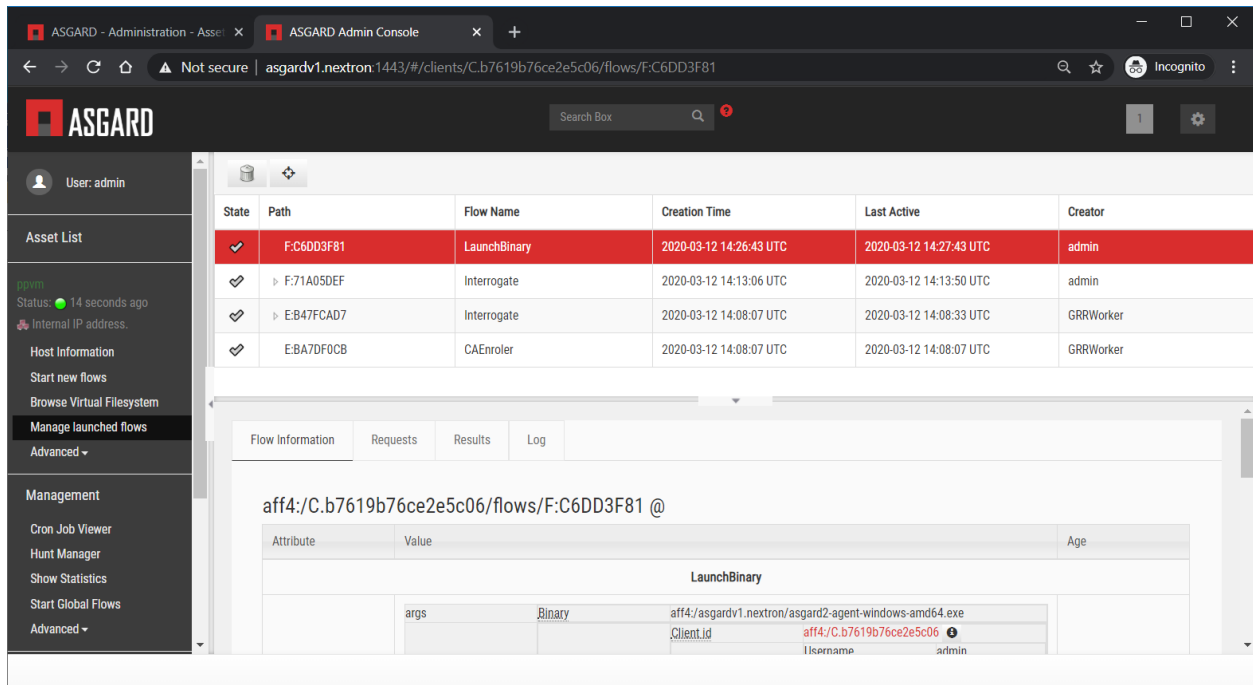 ASGARD - Administration - Asset
ASGARD Admin Console
Not secure | asgardv1.nextron:1443/#/clients/C.b7619b76ce2e5c06/flows/F:C6DD3F81
Incognito
ASGARD
Search Box
?
1
User: admin
Asset List
ppvm
Status: 14 seconds ago
Internal IP address.
Host Information
Start new flows
Browse Virtual Filesystem
Manage launched flows
Advanced
Management
Cron Job Viewer
Hunt Manager
Show Statistics
Start Global Flows
Advanced
State Path Flow Name Creation Time Last Active Creator
F:C6DD3F81 LaunchBinary 2020-03-12 14:26:43 UTC 2020-03-12 14:27:43 UTC admin
F:71A05DEF Interrogate 2020-03-12 14:13:06 UTC 2020-03-12 14:13:50 UTC admin
E:B47FCAD7 Interrogate 2020-03-12 14:08:07 UTC 2020-03-12 14:08:33 UTC GRRWorker
E:BA7DF0CB CAEnroler 2020-03-12 14:08:07 UTC 2020-03-12 14:08:07 UTC GRRWorker
Flow Information Requests Results Log
aff4:/C.b7619b76ce2e5c06/flows/F:C6DD3F81 @
Attribute Value Age
LaunchBinary
args Binary aff4:/asgardv1.nextron/asgard2-agent-windows-amd64.exe
Client.id aff4:/C.b7619b76ce2e5c06
Username admin